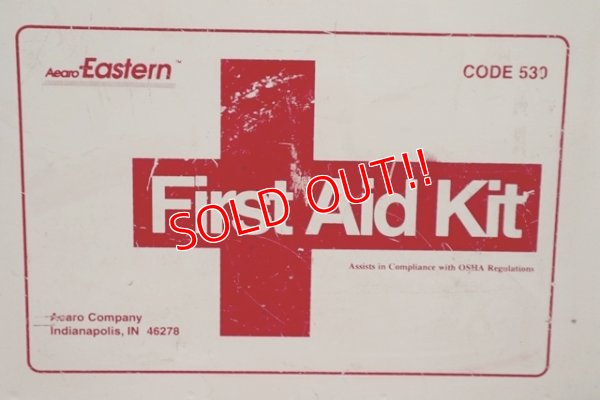 Aearo Eastern™
CODE 530
First Aid Kit
SOLD OUT!!
Assists in Compliance with OSHA Regulations
Aearo Company
Indianapolis, IN 46278